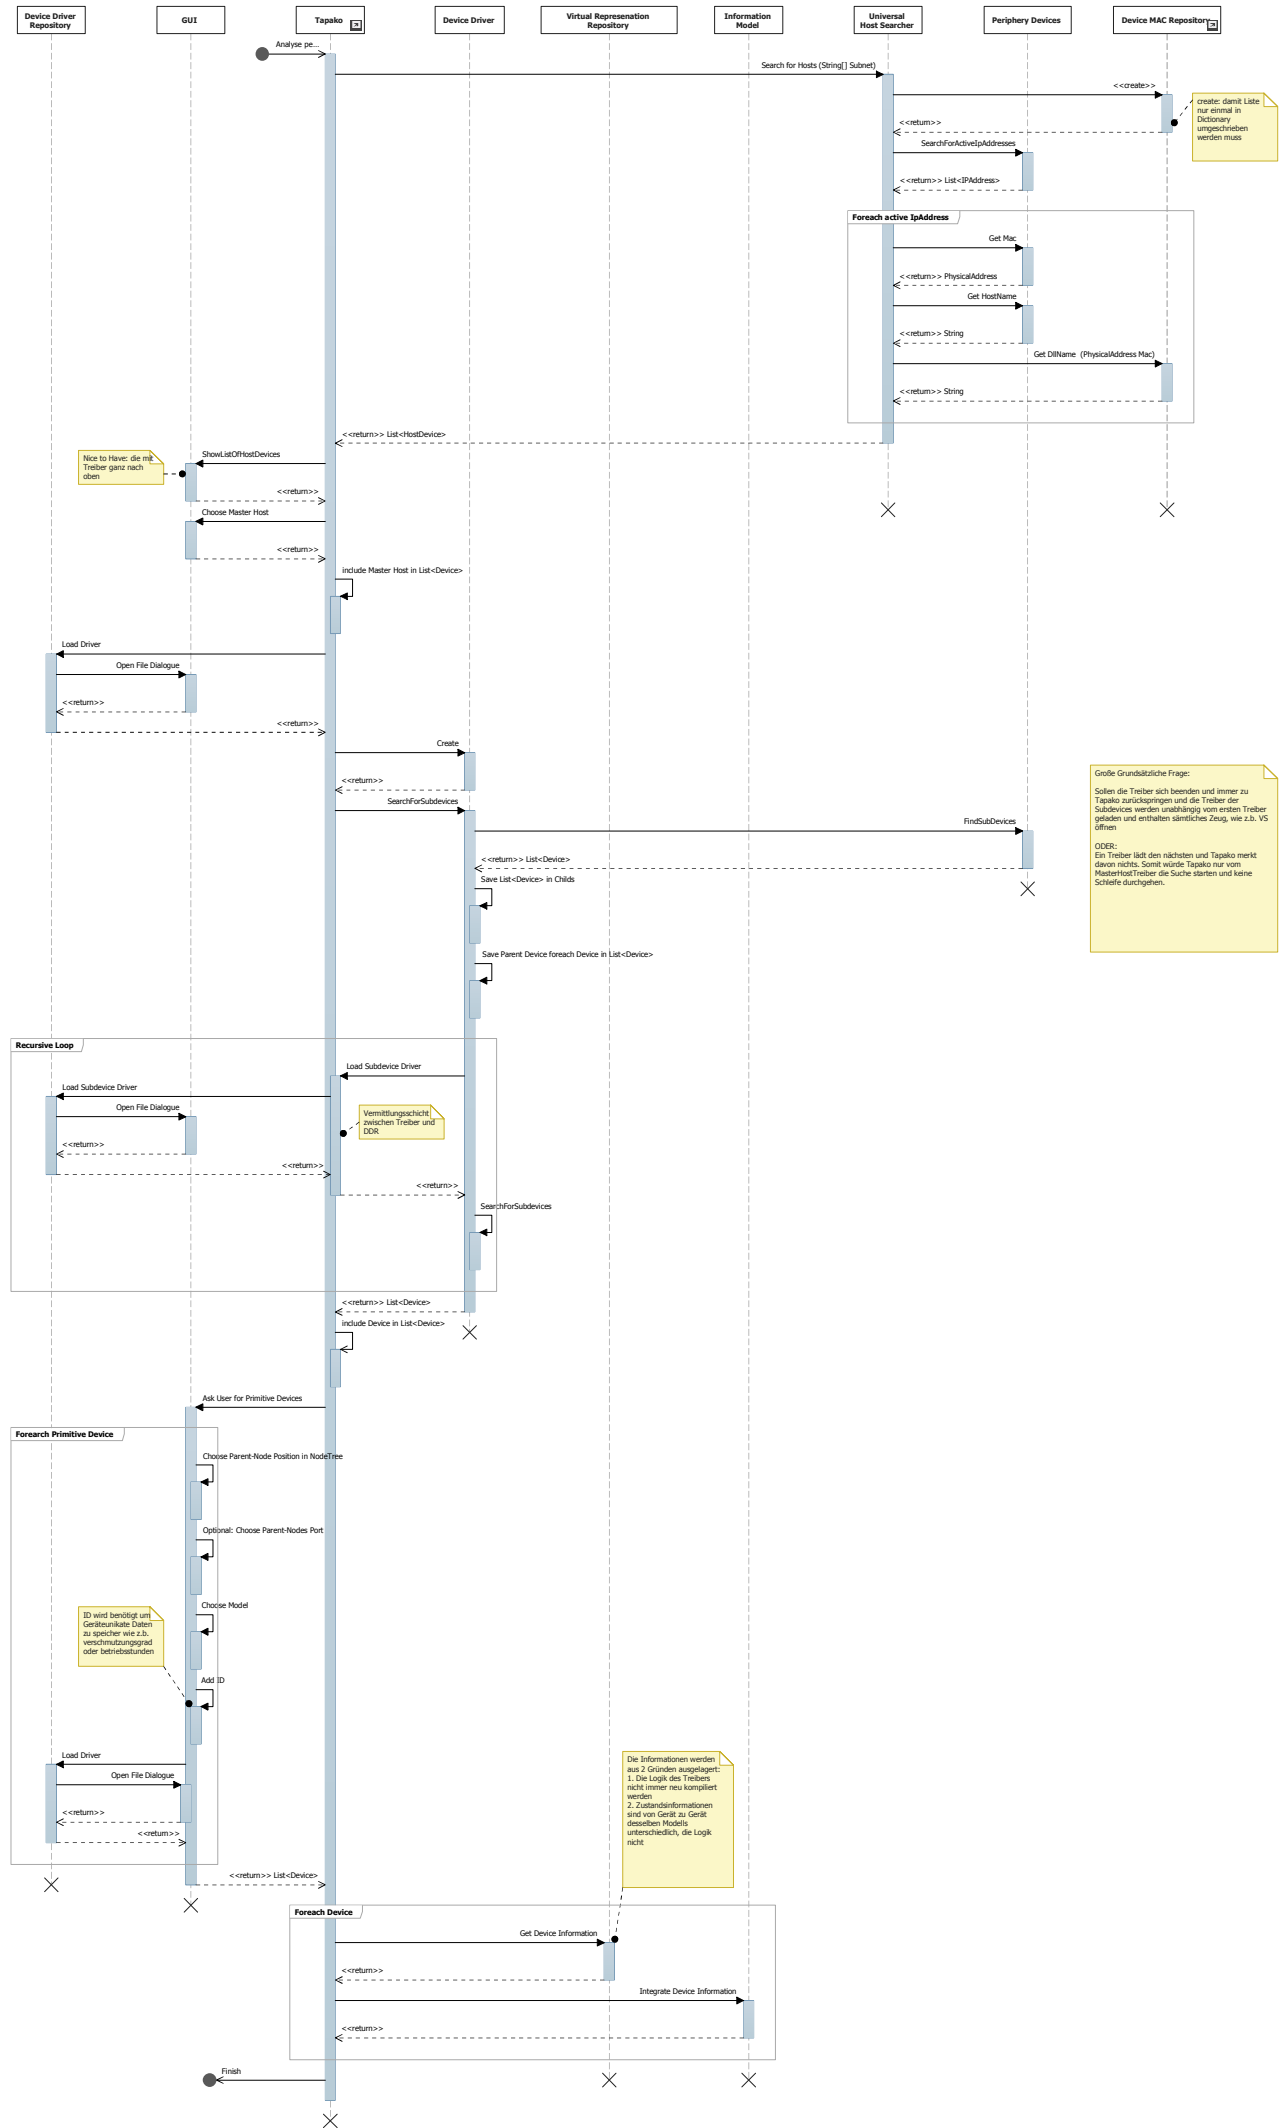 Device Driver
Repository
GUI
Tapako
Device Driver
Virtual Represenation
Repository
Information
Model
Universal
Host Searcher
Periphery Devices
Device MAC Repository
Analyse pe...
Search for Hosts (String[] Subnet)
<<create>>
create: damit Liste
nur einmal in
Dictionary
umgeschrieben
werden muss
<<return>>
SearchForActiveIpAddresses
<<return>> List<IPAddress>
Foreach active IpAddress
Get Mac
<<return>> PhysicalAddress
Get HostName
<<return>> String
Get DllName  (PhysicalAddress Mac)
<<return>> String
<<return>> List<HostDevice>
ShowListOfHostDevices
Nice to Have: die mit
Treiber ganz nach
oben
<<return>>
Choose Master Host
<<return>>
include Master Host in List<Device>
Load Driver
Open File Dialogue
<<return>>
<<return>>
Create
<<return>>
SearchForSubdevices
Große Grundsätzliche Frage:
Sollen die Treiber sich beenden und immer zu
Tapako zurückspringen und die Treiber der
Subdevices werden unabhängig vom ersten Treiber
geladen und enthalten sämtliches Zeug, wie z.b. VS
öffnen
ODER:
Ein Treiber lädt den nächsten und Tapako merkt
davon nichts. Somit würde Tapako nur vom
MasterHostTreiber die Suche starten und keine
Schleife durchgehen.
FindSubDevices
<<return>> List<Device>
Save List<Device> in Childs
Save Parent Device foreach Device in List<Device>
Recursive Loop
Load Subdevice Driver
Load Subdevice Driver
Open File Dialogue
Vermittlungsschicht
zwischen Treiber und
DDR
<<return>>
<<return>>
<<return>>
SearchForSubdevices
<<return>> List<Device>
include Device in List<Device>
Ask User for Primitive Devices
Forearch Primitive Device
Choose Parent-Node Position in NodeTree
Optional: Choose Parent-Nodes Port
Choose Model
ID wird benötigt um
Geräteunikate Daten
zu speicher wie z.b.
verschmutzungsgrad
oder betriebsstunden
Add ID
Load Driver
Open File Dialogue
<<return>>
<<return>>
Die Informationen werden
aus 2 Gründen ausgelagert:
1. Die Logik des Treibers
nicht immer neu kompiliert
werden
2. Zustandsinformationen
sind von Gerät zu Gerät
desselben Modells
unterschiedlich, die Logik
nicht
<<return>> List<Device>
Foreach Device
Get Device Information
<<return>>
Integrate Device Information
<<return>>
Finish